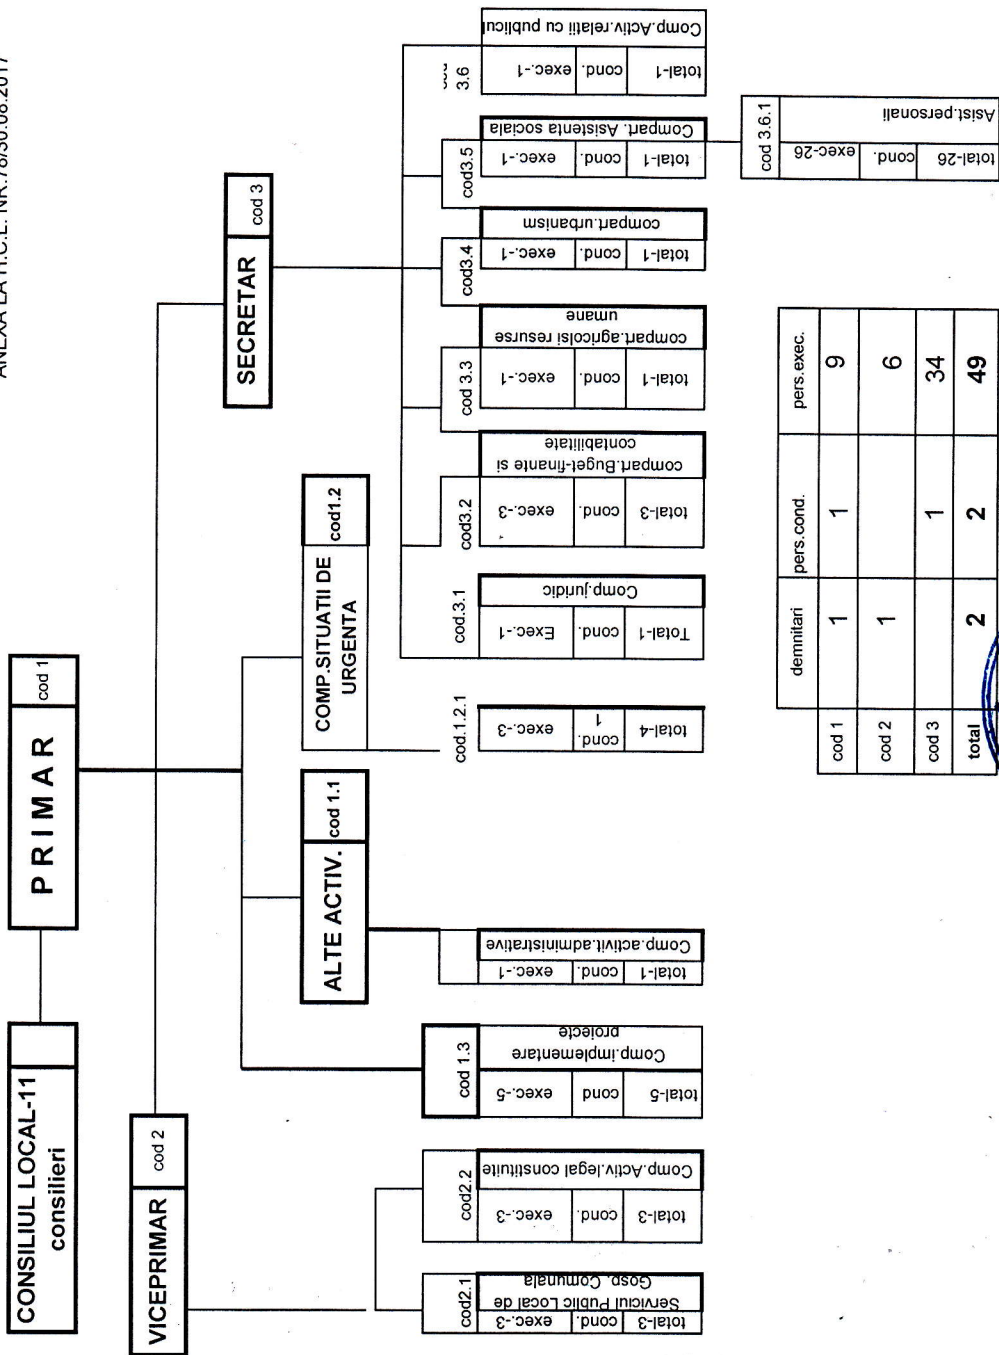 ANEXA LA H.C.L. NR.78/30.08.2017
CONSILIUL LOCAL-11
consilieri
PRIMAR
cod 1
VICEPRIMAR
cod 2
SECRETAR
cod 3
ALTE ACTIV.
cod 1.1
COMP.SITUATII DE
URGENTA
cod1.2
cod2.1
Serviciul Public Local de
Gosp. Comunala
total-3
cond.
exec.-3
cod2.2
Comp.Activ.legal constituite
total-3
cond.
exec.-3
cod 1.3
Comp.implementare
proiecte
total-5
cond
exec.-5
Comp.activit.administrative
total-1
cond.
exec.-1
cod.1.2.1
total-4
cond.
1
exec.-3
cod.3.1
Comp.juridic
Total-1
cond.
Exec.-1
cod3.2
compart.Buget-finante si
contabilitate
total-3
cond.
exec.-3
cod 3.3
compart.agricolsi resurse
umane
total-1
cond.
exec.-1
cod3.4
compart.urbanism
total-1
cond.
exec.-1
cod3.5
Compart. Asistenta sociala
total-1
cond.
exec.-1
3.6
Comp.Activ.relatii cu publicul
total-1
cond.
exec.-1
cod 3.6.1
Asist.personali
total-26
cond.
exec-26
demnitari pers.cond. pers.exec.
cod 1 1 1 9
cod 2 1 6
cod 3 1 34
total 2 2 49